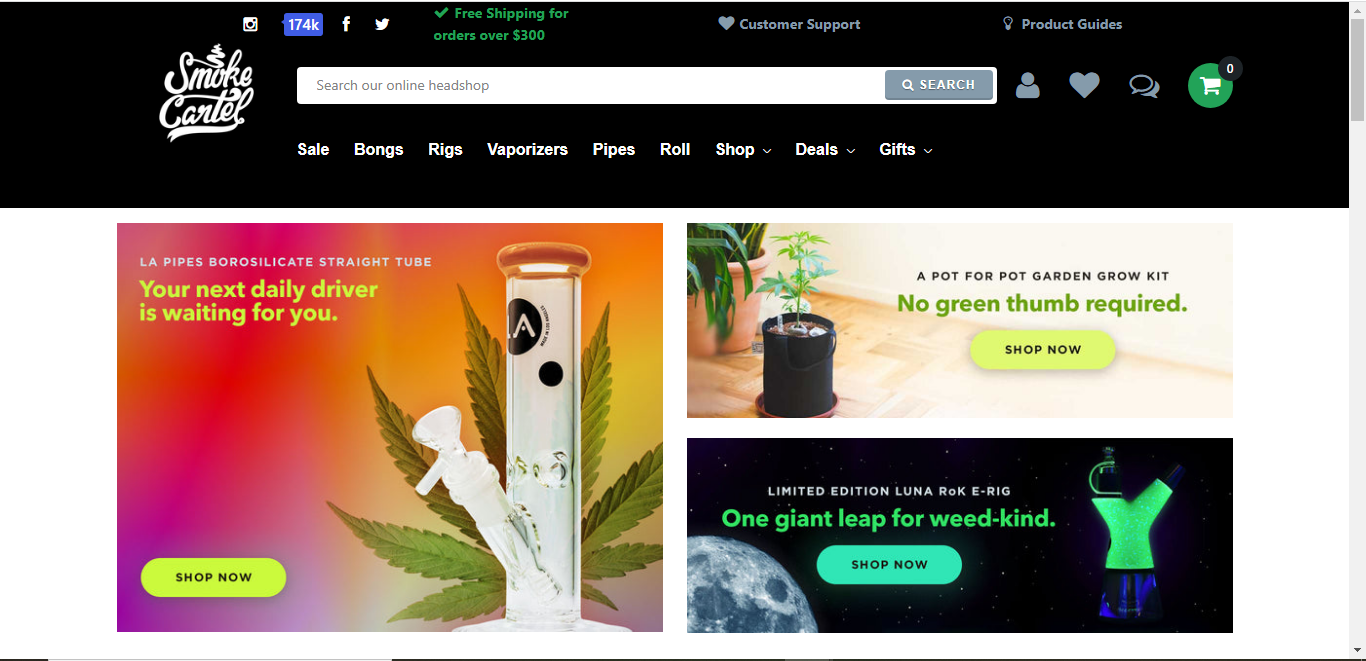 174k
Free Shipping for
orders over $300
Customer Support
Product Guides
Smoke
Cartel
Search our online headshop
SEARCH
0
Sale
Bongs
Rigs
Vaporizers
Pipes
Roll
Shop
Deals
Gifts
LA PIPES BOROSILICATE STRAIGHT TUBE
Your next daily driver
is waiting for you.
SHOP NOW
A POT FOR POT GARDEN GROW KIT
No green thumb required.
SHOP NOW
LIMITED EDITION LUNA RoK E-RIG
One giant leap for weed-kind.
SHOP NOW